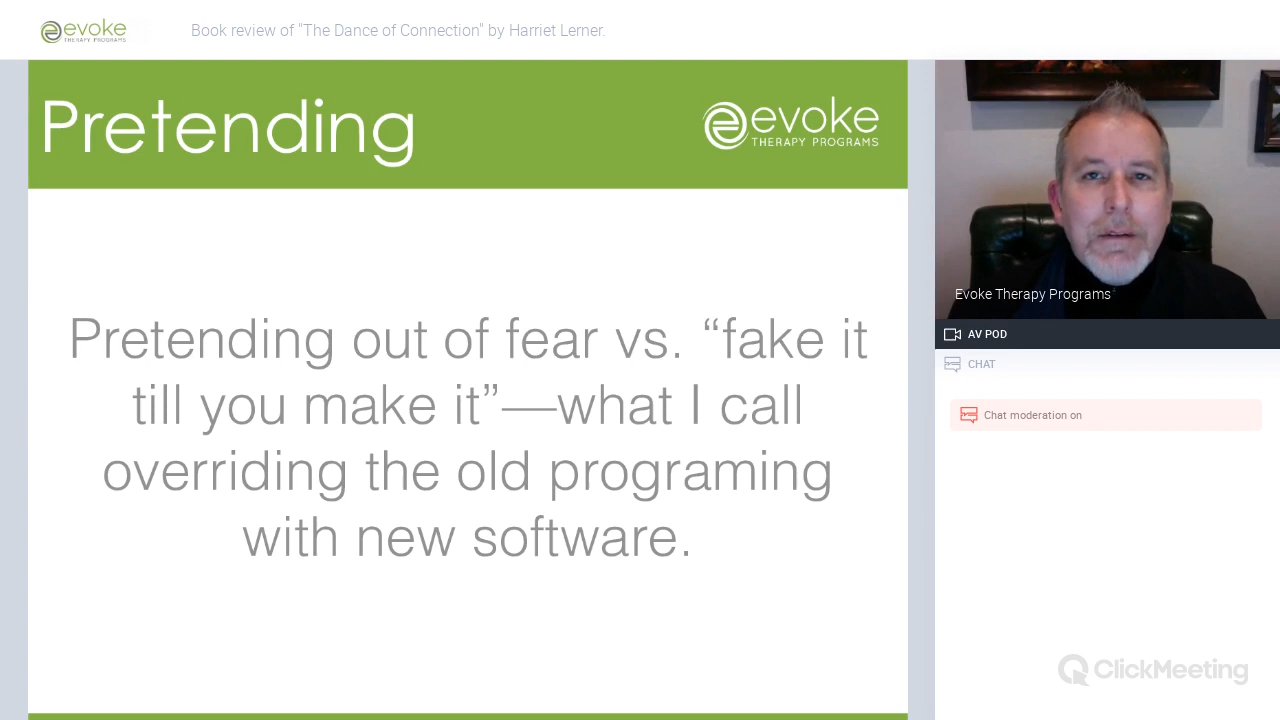 evoke
THERAPY PROGRAMS
Book review of "The Dance of Connection" by Harriet Lerner.
Pretending
evoke
THERAPY PROGRAMS
Pretending out of fear vs. “fake it
till you make it”—what I call
overriding the old programing
with new software.
Evoke Therapy Programs
AV POD
CHAT
Chat moderation on
ClickMeeting